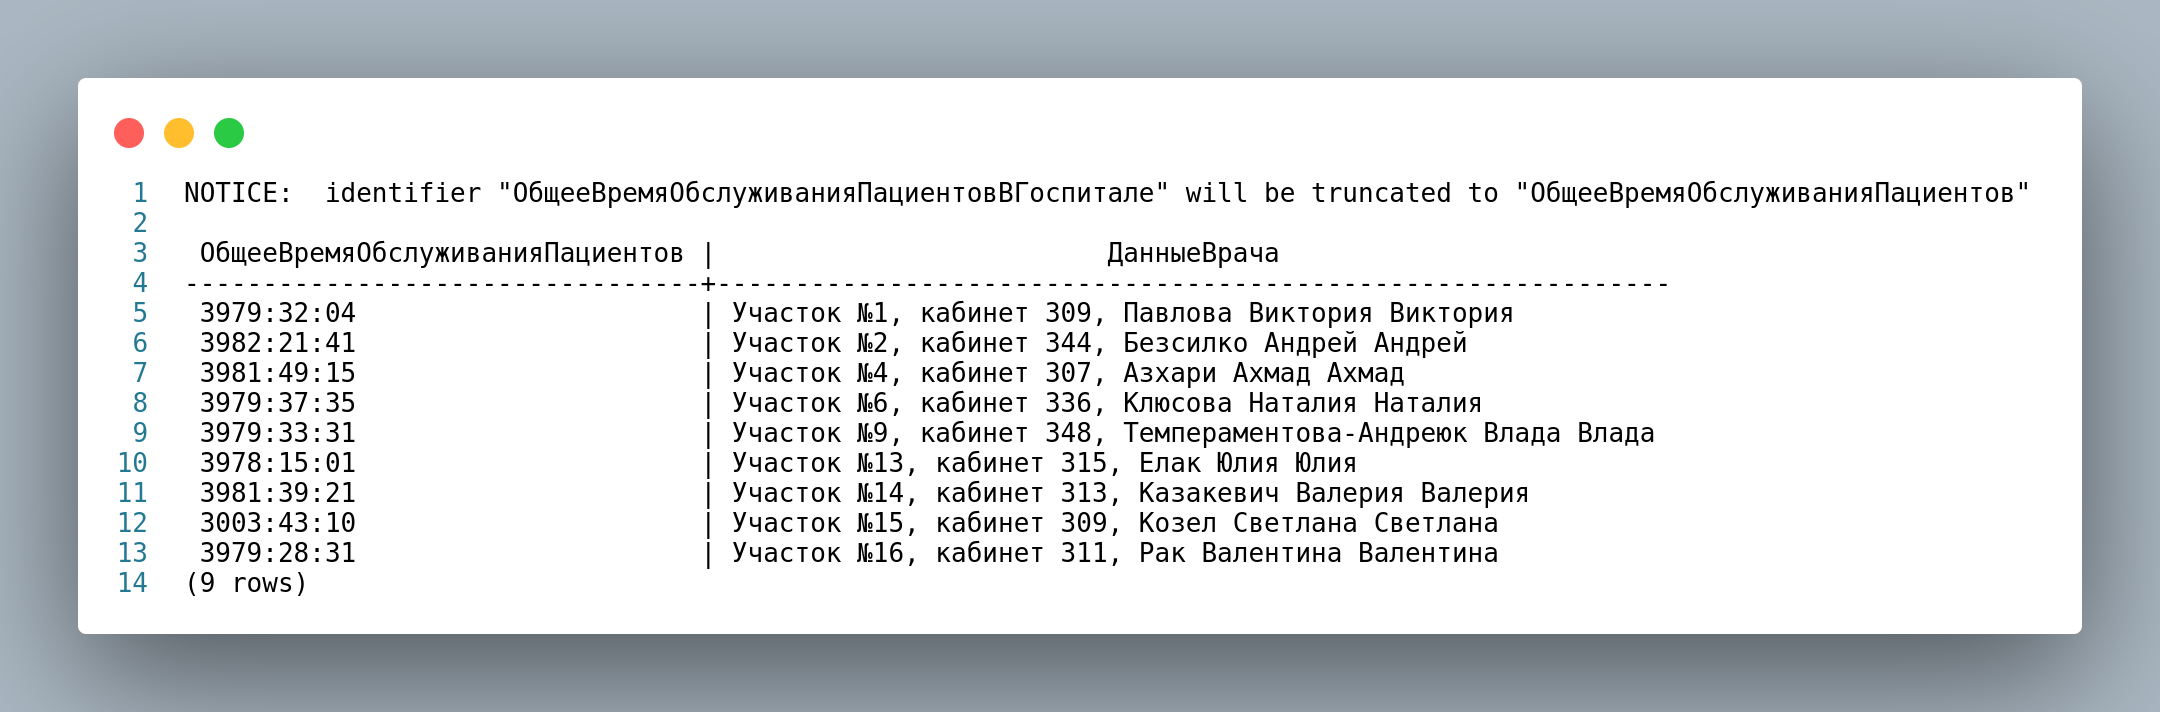 1 NOTICE:  identifier "ОбщееВремяОбслуживанияПациентовВГоспитале" will be truncated to "ОбщееВремяОбслуживанияПациентов"
2
3  ОбщееВремяОбслуживанияПациентов |                         ДанныеВрача
4 ---------------------------------+-------------------------------------------------------------
5  3979:32:04                      | Участок №1, кабинет 309, Павлова Виктория Виктория
6  3982:21:41                      | Участок №2, кабинет 344, Безсилко Андрей Андрей
7  3981:49:15                      | Участок №4, кабинет 307, Азхари Ахмад Ахмад
8  3979:37:35                      | Участок №6, кабинет 336, Клюсова Наталия Наталия
9  3979:33:31                      | Участок №9, кабинет 348, Темпераментова-Андреюк Влада Влада
10  3978:15:01                      | Участок №13, кабинет 315, Елак Юлия Юлия
11  3981:39:21                      | Участок №14, кабинет 313, Казакевич Валерия Валерия
12  3003:43:10                      | Участок №15, кабинет 309, Козел Светлана Светлана
13  3979:28:31                      | Участок №16, кабинет 311, Рак Валентина Валентина
14 (9 rows)